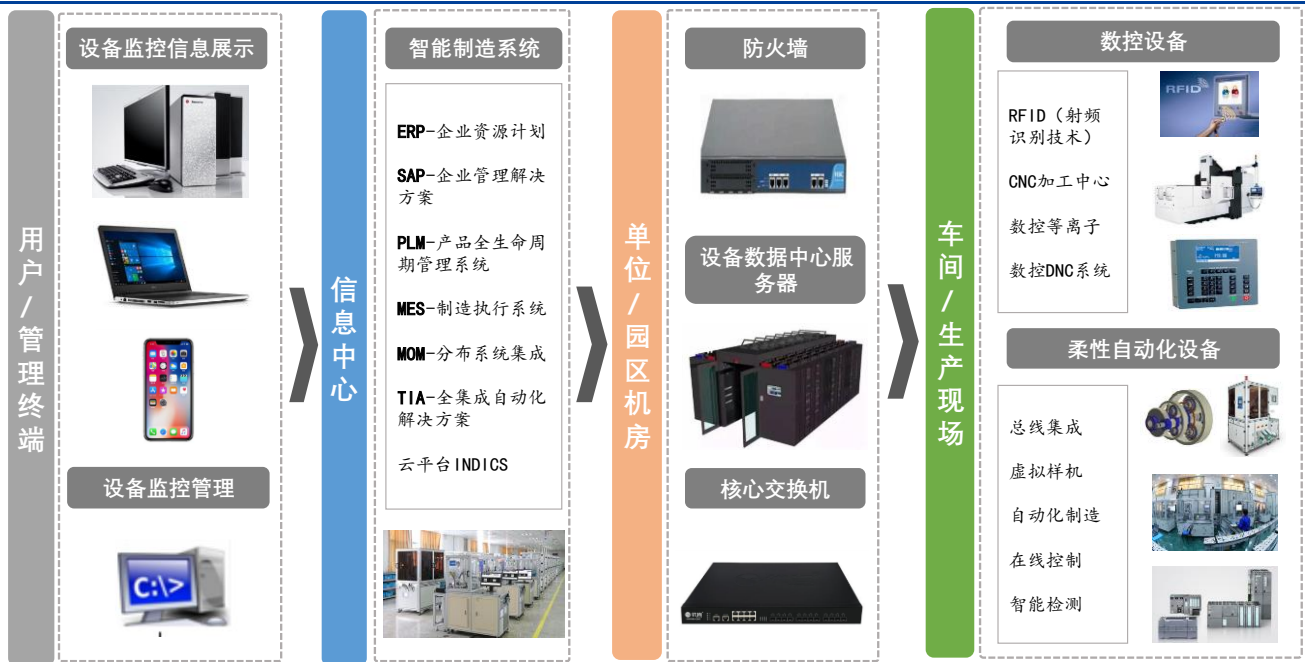 用户/管理终端
设备监控信息展示
设备监控管理
C:\>
信息中心
智能制造系统
ERP-企业资源计划
SAP-企业管理解决
方案
PLM-产品全生命周
期管理系统
MES-制造执行系统
MOM-分布系统集成
TIA-全集成自动化
解决方案
云平台INDICS
单位/园区机房
防火墙
H3C
设备数据中心服
务器
核心交换机
车间/生产现场
数控设备
RFID（射频
识别技术）
CNC加工中心
数控等离子
数控DNC系统
RFID
柔性自动化设备
总线集成
虚拟样机
自动化制造
在线控制
智能检测